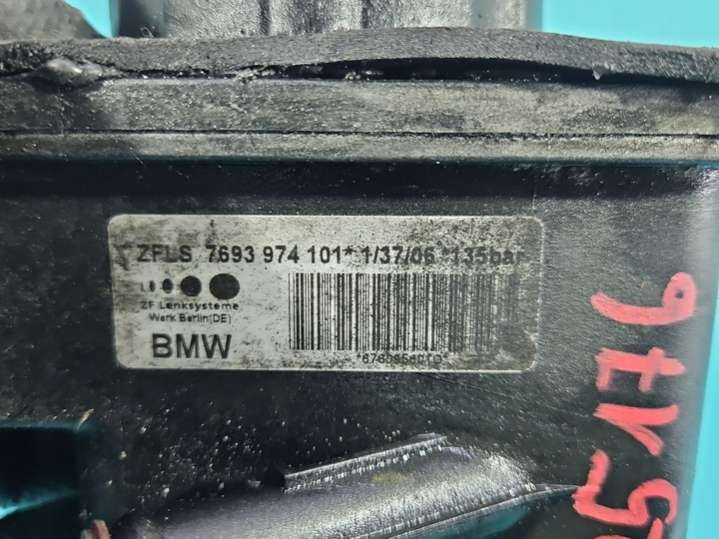 ZFLS 7693 974 101* 1/37/06 *135bar
ZF Lenksysteme
Werk Berlin(DE)
BMW